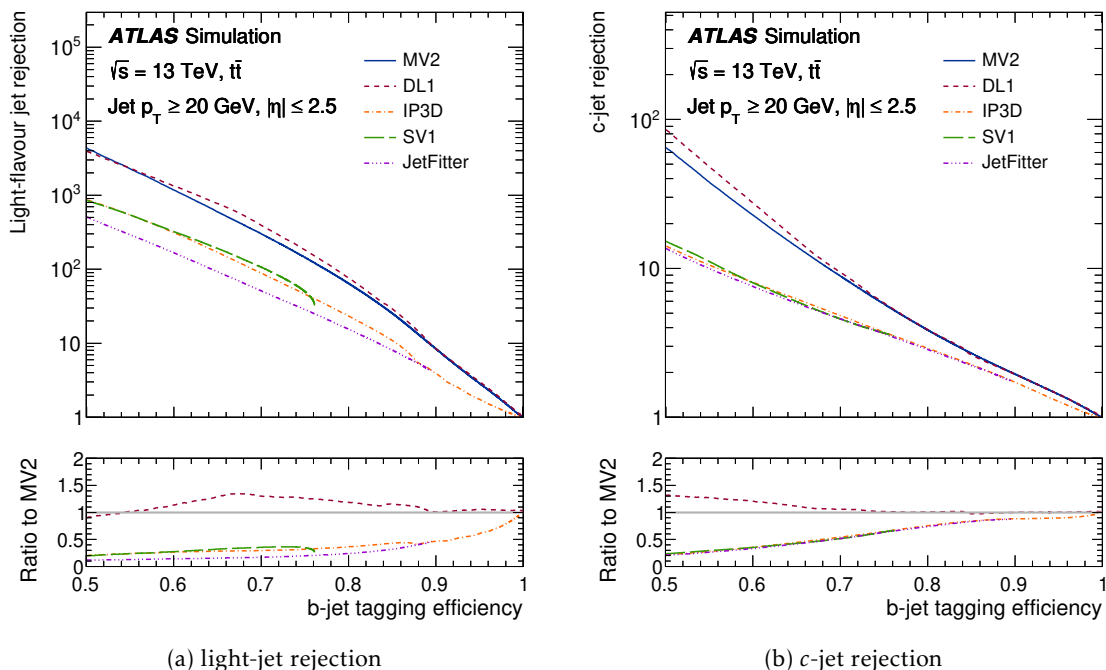 ATLAS Simulation
√s = 13 TeV, tt̄
Jet p_T ≥ 20 GeV, |η| ≤ 2.5
MV2
DL1
IP3D
SV1
JetFitter
Light-flavour jet rejection
10^5
10^4
10^3
10^2
10
1
Ratio to MV2
2
1.5
1
0.5
0
0.5 0.6 0.7 0.8 0.9 1
b-jet tagging efficiency
(a) light-jet rejection
ATLAS Simulation
√s = 13 TeV, tt̄
Jet p_T ≥ 20 GeV, |η| ≤ 2.5
MV2
DL1
IP3D
SV1
JetFitter
c-jet rejection
10^2
10
1
Ratio to MV2
2
1.5
1
0.5
0
0.5 0.6 0.7 0.8 0.9 1
b-jet tagging efficiency
(b) c-jet rejection